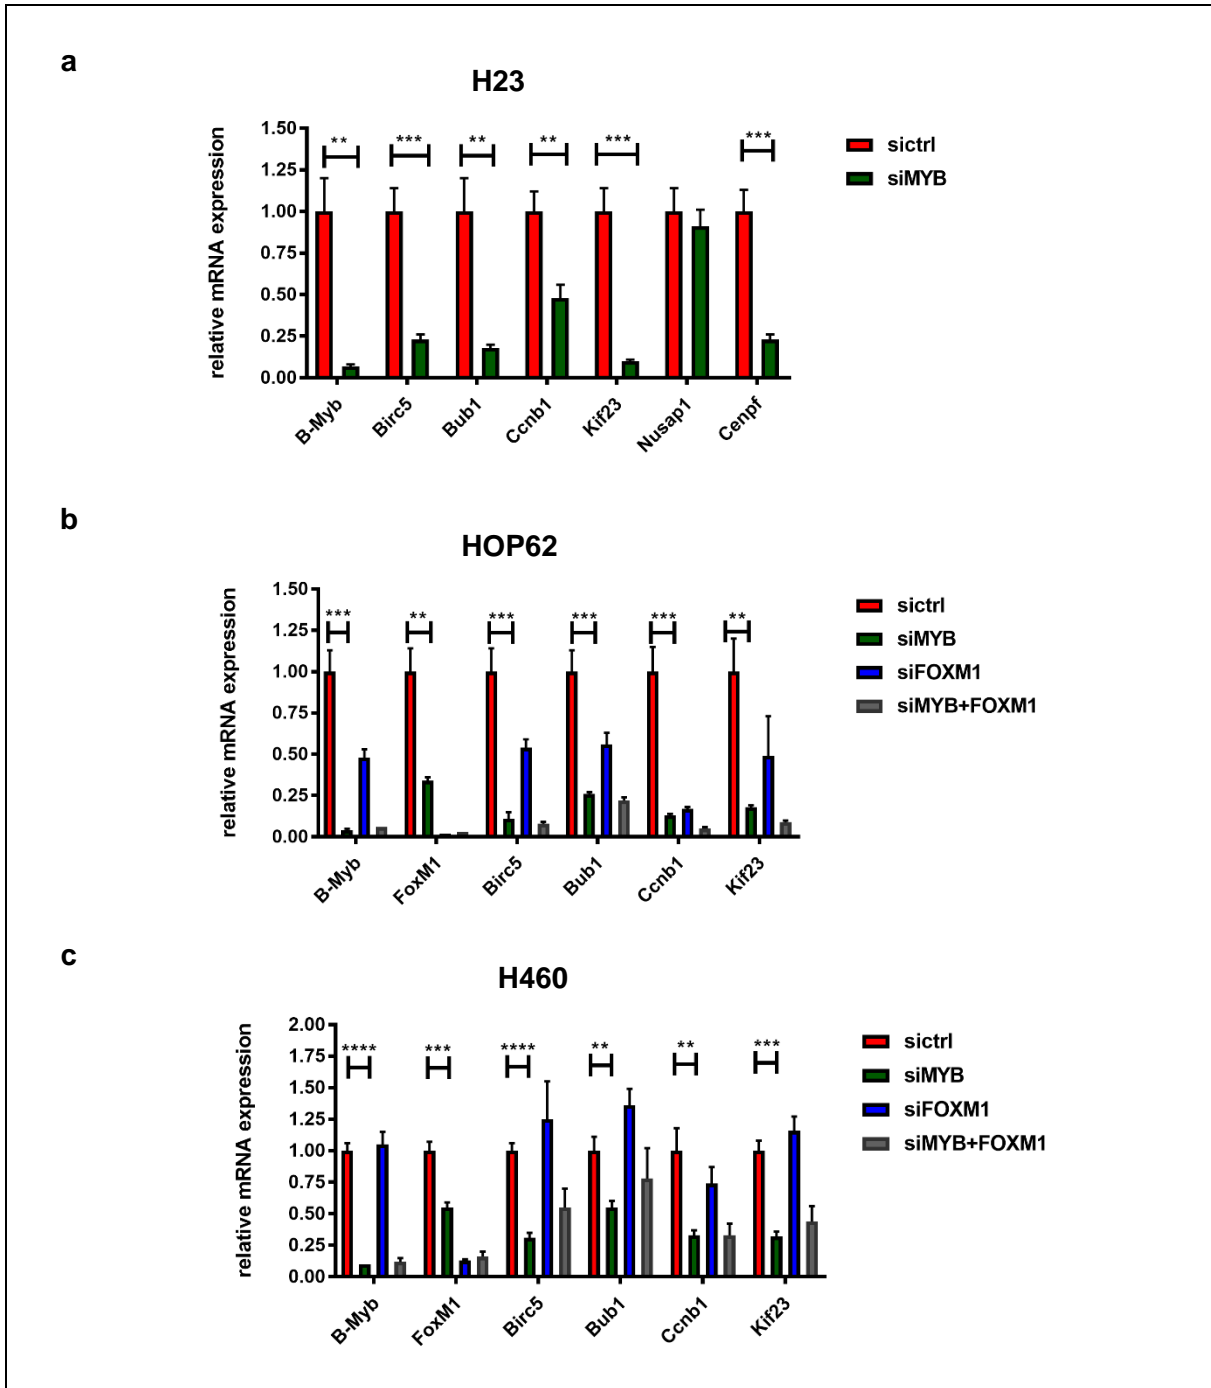 a
H23
relative mRNA expression
1.50
1.25
1.00
0.75
0.50
0.25
0.00
** *** ** ** *** ***
B-Myb Birc5 Bub1 Ccnb1 Kif23 Nusap1 Cenpf
sictrl
siMYB
b
HOP62
relative mRNA expression
1.50
1.25
1.00
0.75
0.50
0.25
0.00
*** ** *** *** *** **
B-Myb FoxM1 Birc5 Bub1 Ccnb1 Kif23
sictrl
siMYB
siFOXM1
siMYB+FOXM1
c
H460
relative mRNA expression
2.00
1.75
1.50
1.25
1.00
0.75
0.50
0.25
0.00
**** *** **** ** ** ***
B-Myb FoxM1 Birc5 Bub1 Ccnb1 Kif23
sictrl
siMYB
siFOXM1
siMYB+FOXM1